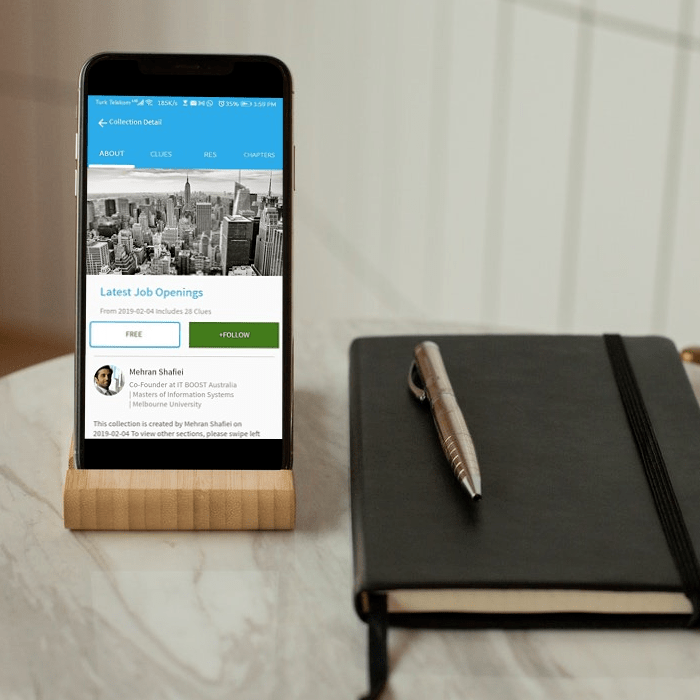 Turk Telekom 185K/s 35% 1:50 PM
Collection Detail
ABOUT CLUES RES CHAPTERS
Latest Job Openings
From 2019-02-04 Includes 28 Clues
FREE +FOLLOW
Mehran Shafiei
Co-Founder at IT BOOST Australia
| Masters of Information Systems
| Melbourne University
This collection is created by Mehran Shafiei on
2019-02-04 To view other sections, please swipe left